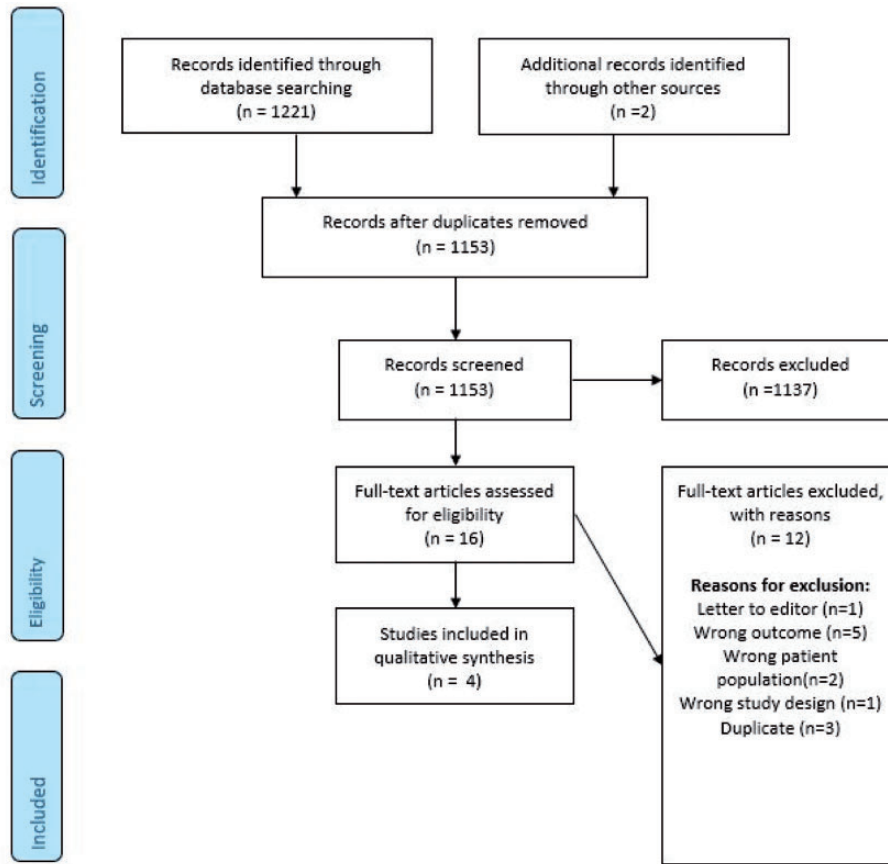 Identification
Records identified through
database searching
(n = 1221)
Additional records identified
through other sources
(n =2)
Records after duplicates removed
(n = 1153)
Screening
Records screened
(n = 1153)
Records excluded
(n =1137)
Eligibility
Full-text articles assessed
for eligibility
(n = 16)
Full-text articles excluded,
with reasons
(n = 12)
Reasons for exclusion:
Letter to editor (n=1)
Wrong outcome (n=5)
Wrong patient
population(n=2)
Wrong study design (n=1)
Duplicate (n=3)
Studies included in
qualitative synthesis
(n = 4)
Included